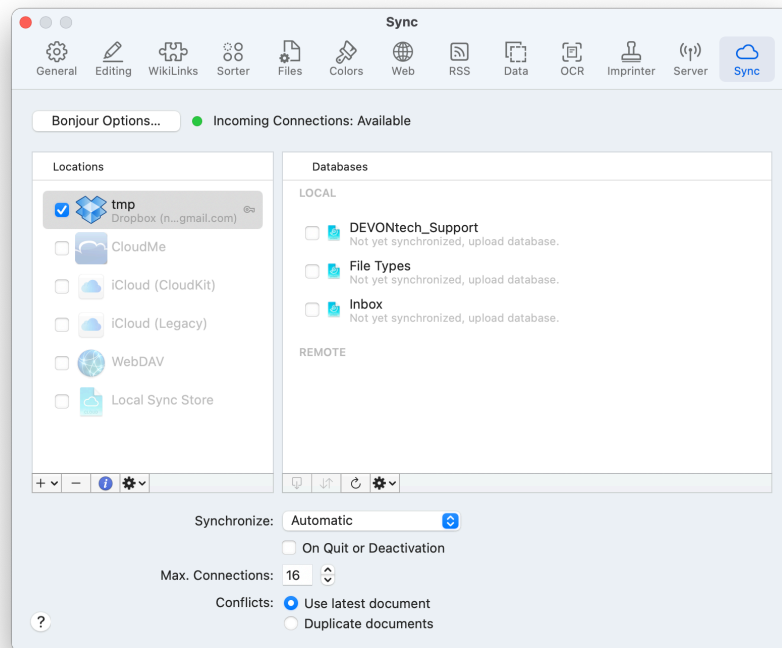 Sync
General
Editing
WikiLinks
Sorter
Files
Colors
Web
RSS
Data
OCR
Imprinter
Server
Sync
Bonjour Options...
Incoming Connections: Available
Locations
tmp
Dropbox (n...gmail.com)
CloudMe
iCloud (CloudKit)
iCloud (Legacy)
WebDAV
Local Sync Store
Databases
LOCAL
DEVONtech_Support
Not yet synchronized, upload database.
File Types
Not yet synchronized, upload database.
Inbox
Not yet synchronized, upload database.
REMOTE
Synchronize: Automatic
On Quit or Deactivation
Max. Connections: 16
Conflicts: Use latest document
Duplicate documents
?